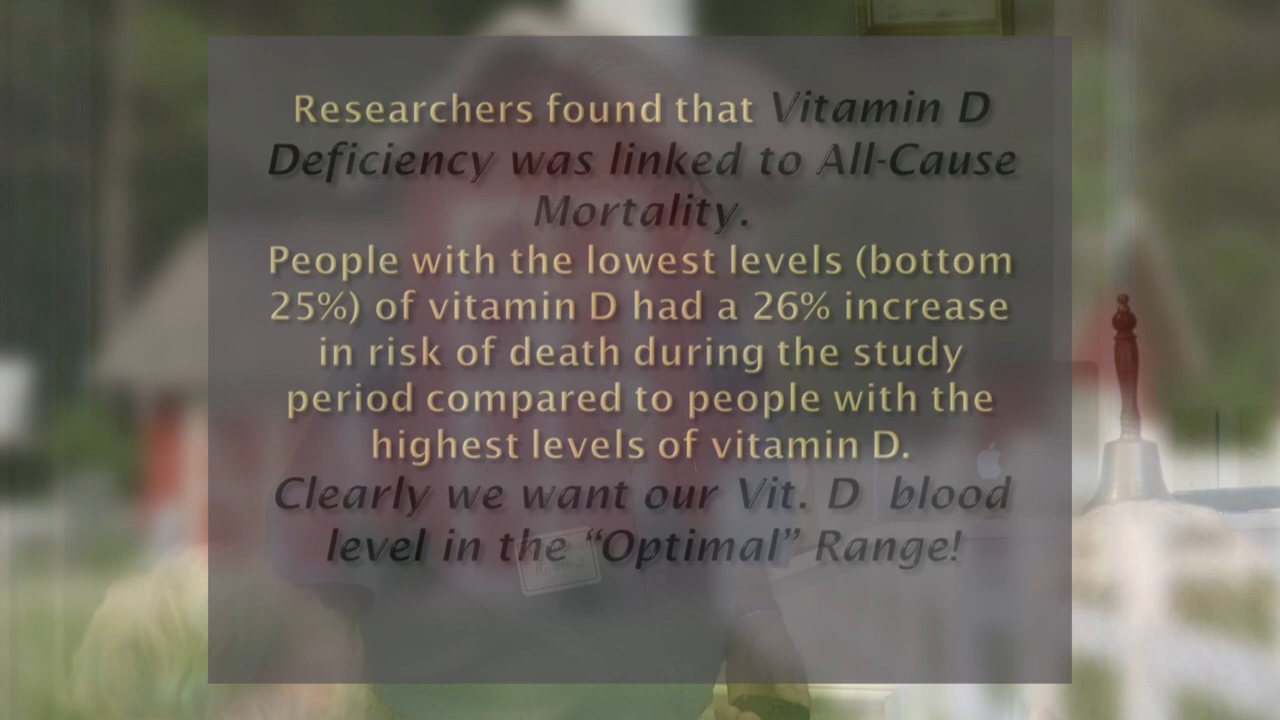 Researchers found that Vitamin D
Deficiency was linked to All-Cause
Mortality.
People with the lowest levels (bottom
25%) of vitamin D had a 26% increase
in risk of death during the study
period compared to people with the
highest levels of vitamin D.
Clearly we want our Vit. D blood
level in the “Optimal” Range!